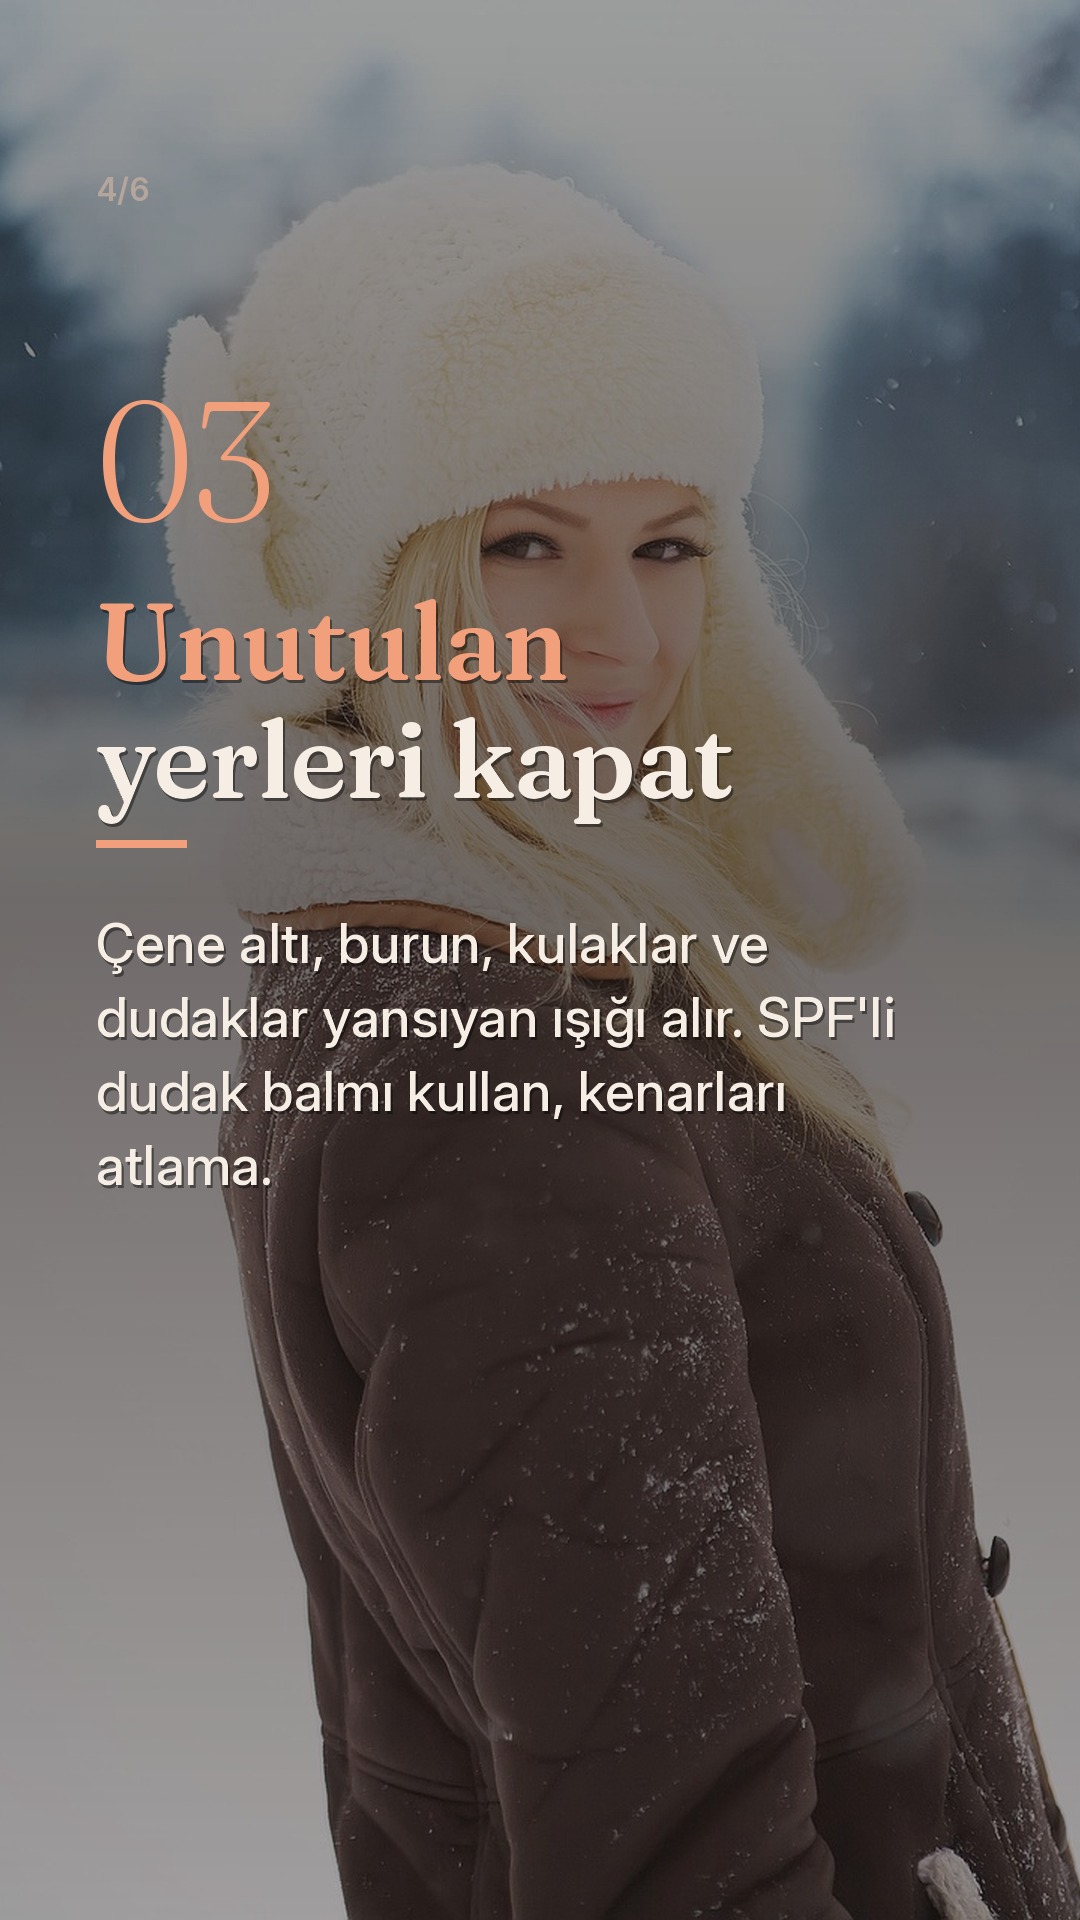 4/6
03
Unutulan
yerleri kapat
Çene altı, burun, kulaklar ve
dudaklar yansıyan ışığı alır. SPF'li
dudak balmı kullan, kenarları
atlama.